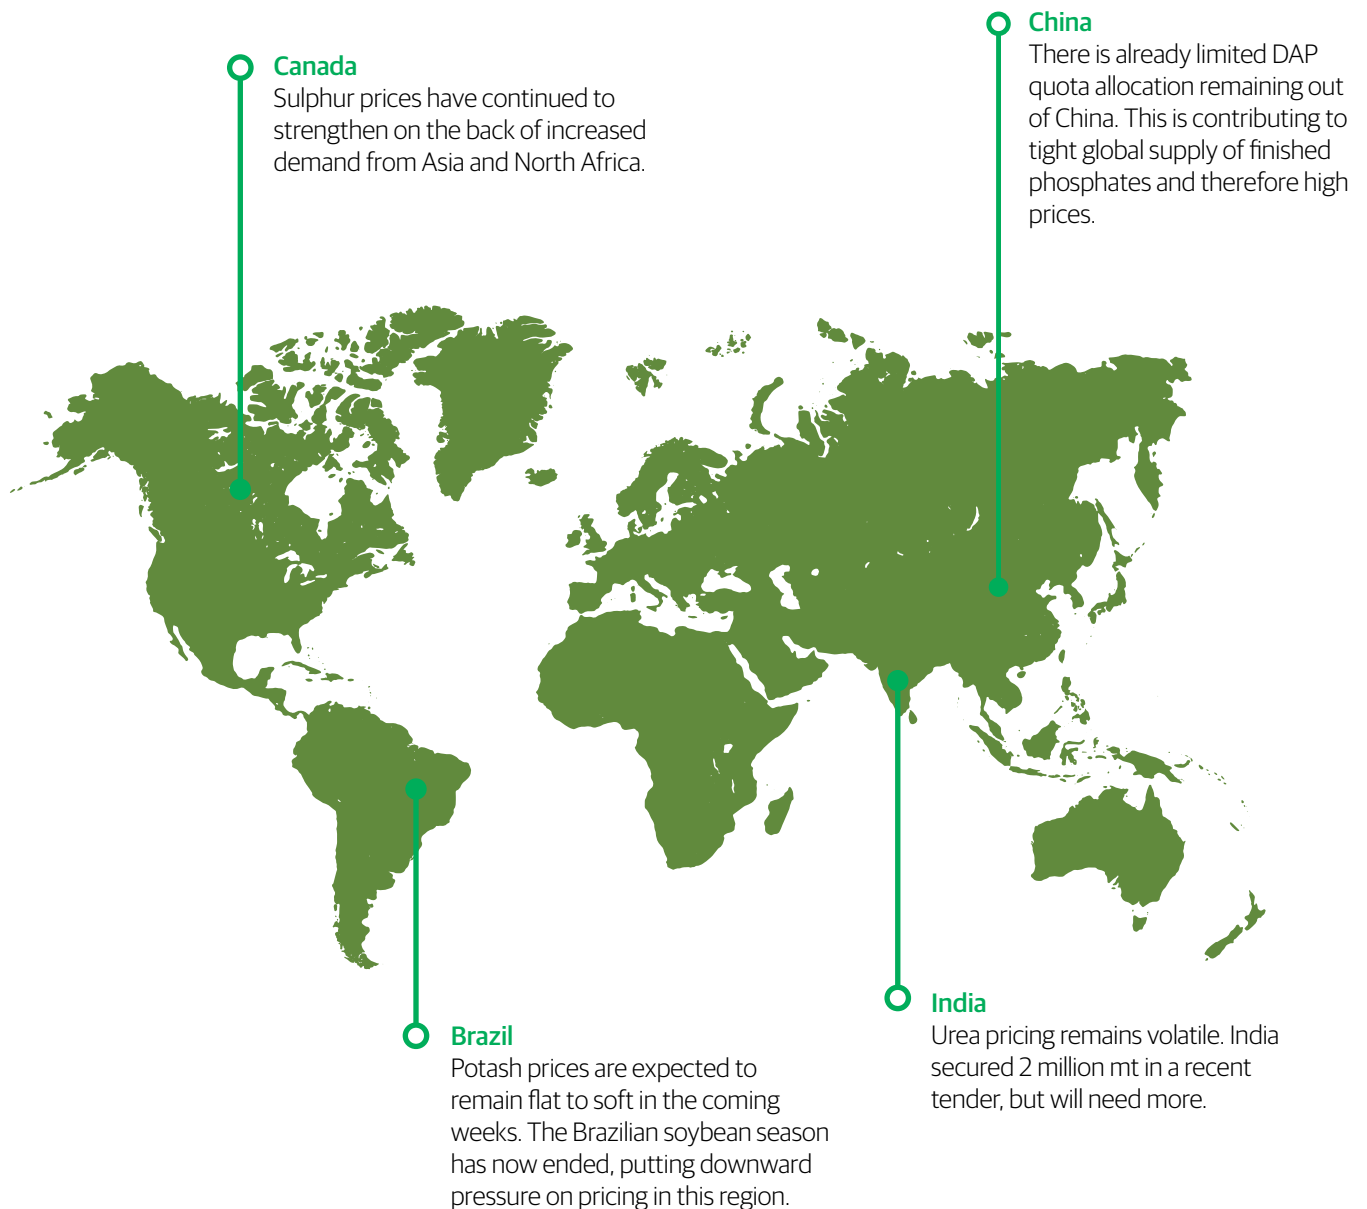 Canada
Sulphur prices have continued to
strengthen on the back of increased
demand from Asia and North Africa.
China
There is already limited DAP
quota allocation remaining out
of China. This is contributing to
tight global supply of finished
phosphates and therefore high
prices.
Brazil
Potash prices are expected to
remain flat to soft in the coming
weeks. The Brazilian soybean season
has now ended, putting downward
pressure on pricing in this region.
India
Urea pricing remains volatile. India
secured 2 million mt in a recent
tender, but will need more.